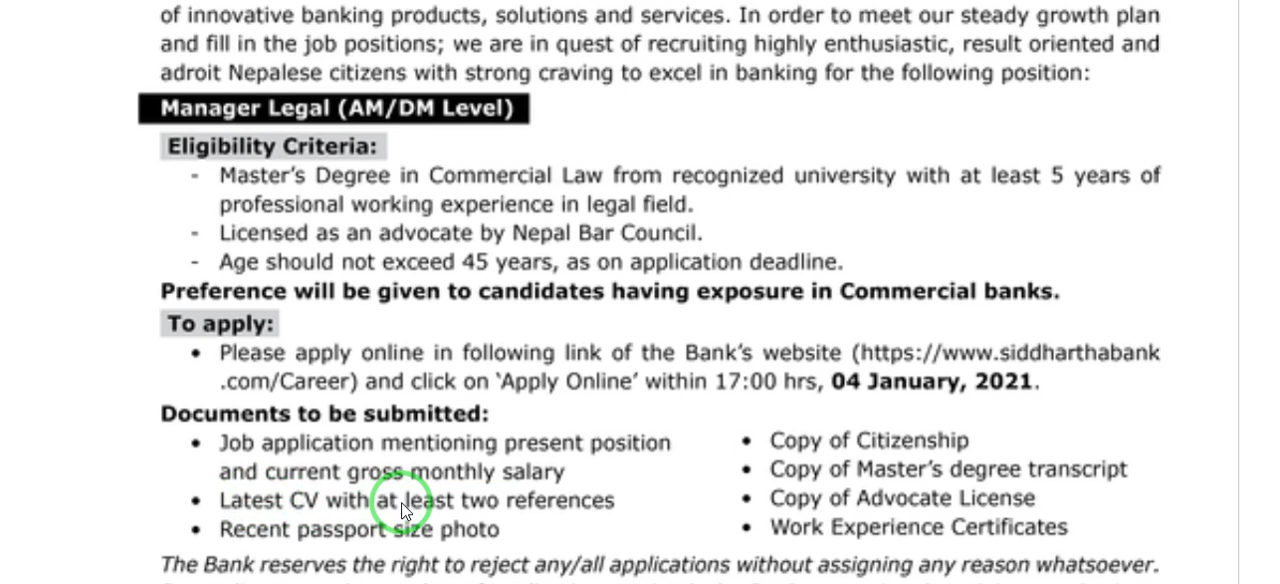 of innovative banking products, solutions and services. In order to meet our steady growth plan
and fill in the job positions; we are in quest of recruiting highly enthusiastic, result oriented and
adroit Nepalese citizens with strong craving to excel in banking for the following position:
Manager Legal (AM/DM Level)
Eligibility Criteria:
- Master's Degree in Commercial Law from recognized university with at least 5 years of
professional working experience in legal field.
- Licensed as an advocate by Nepal Bar Council.
- Age should not exceed 45 years, as on application deadline.
Preference will be given to candidates having exposure in Commercial banks.
To apply:
• Please apply online in following link of the Bank's website (https://www.siddharthabank
.com/Career) and click on 'Apply Online' within 17:00 hrs, 04 January, 2021.
Documents to be submitted:
• Job application mentioning present position
and current gross monthly salary
• Latest CV with at least two references
• Recent passport size photo
• Copy of Citizenship
• Copy of Master's degree transcript
• Copy of Advocate License
• Work Experience Certificates
The Bank reserves the right to reject any/all applications without assigning any reason whatsoever.